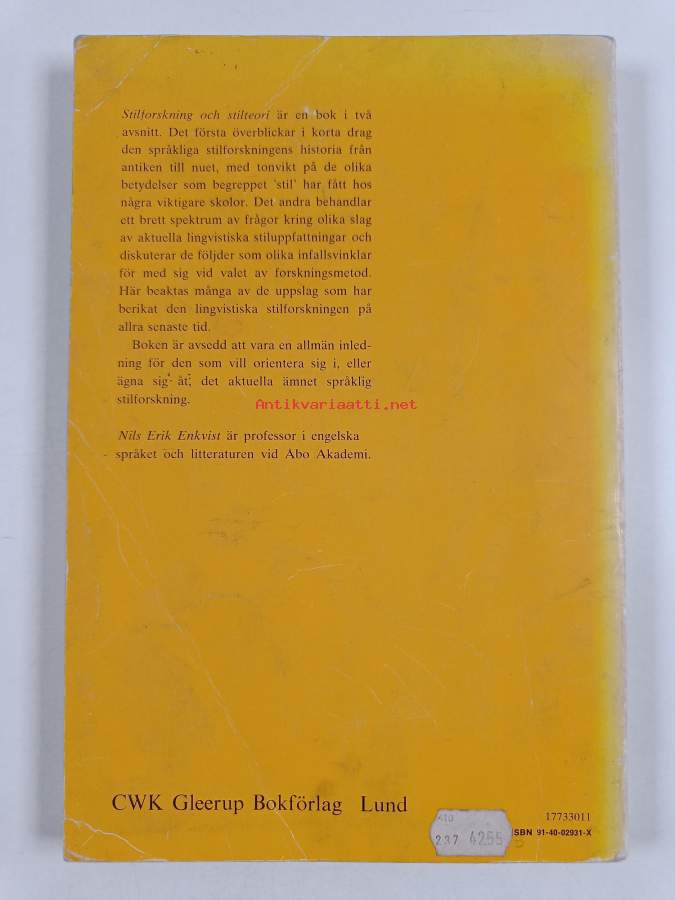 Stilforskning och stilteori är en bok i två
avsnitt. Det första överblickar i korta drag
den språkliga stilforskningens historia från
antiken till nuet, med tonvikt på de olika
betydelser som begreppet 'stil' har fått hos
några viktigare skolor. Det andra behandlar
ett brett spektrum av frågor kring olika slag
av aktuella lingvistiska stiluppfattningar och
diskuterar de följder som olika infallsvinklar
för med sig vid valet av forskningsmetod.
Här beaktas många av de uppslag som har
berikat den lingvistiska stilforskningen på
allra senaste tid.
Boken är avsedd att vara en allmän inled-
ning för den som vill orientera sig i, eller
ägna sig åt, det aktuella ämnet språklig
stilforskning.
Antikvariaatti.net
Nils Erik Enkvist är professor i engelska
språket och litteraturen vid Åbo Akademi.
CWK Gleerup Bokförlag Lund
17733011
410
237 4255
ISBN 91-40-02931-X